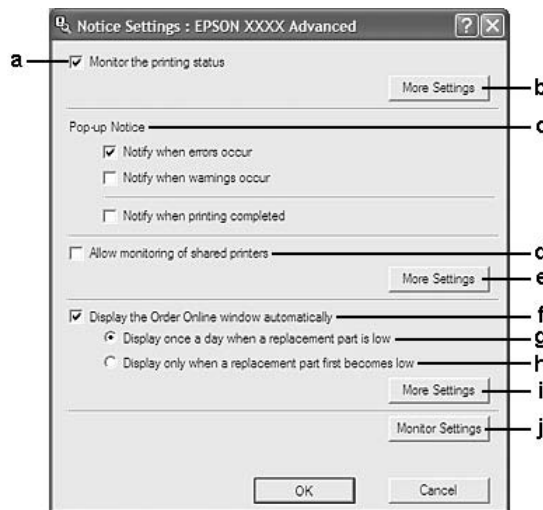 Notice Settings : EPSON XXXX Advanced
a
Monitor the printing status
More Settings
b
Pop-up Notice
c
Notify when errors occur
Notify when warnings occur
Notify when printing completed
Allow monitoring of shared printers
d
More Settings
e
Display the Order Online window automatically
f
Display once a day when a replacement part is low
g
Display only when a replacement part first becomes low
h
More Settings
i
Monitor Settings
j
OK
Cancel